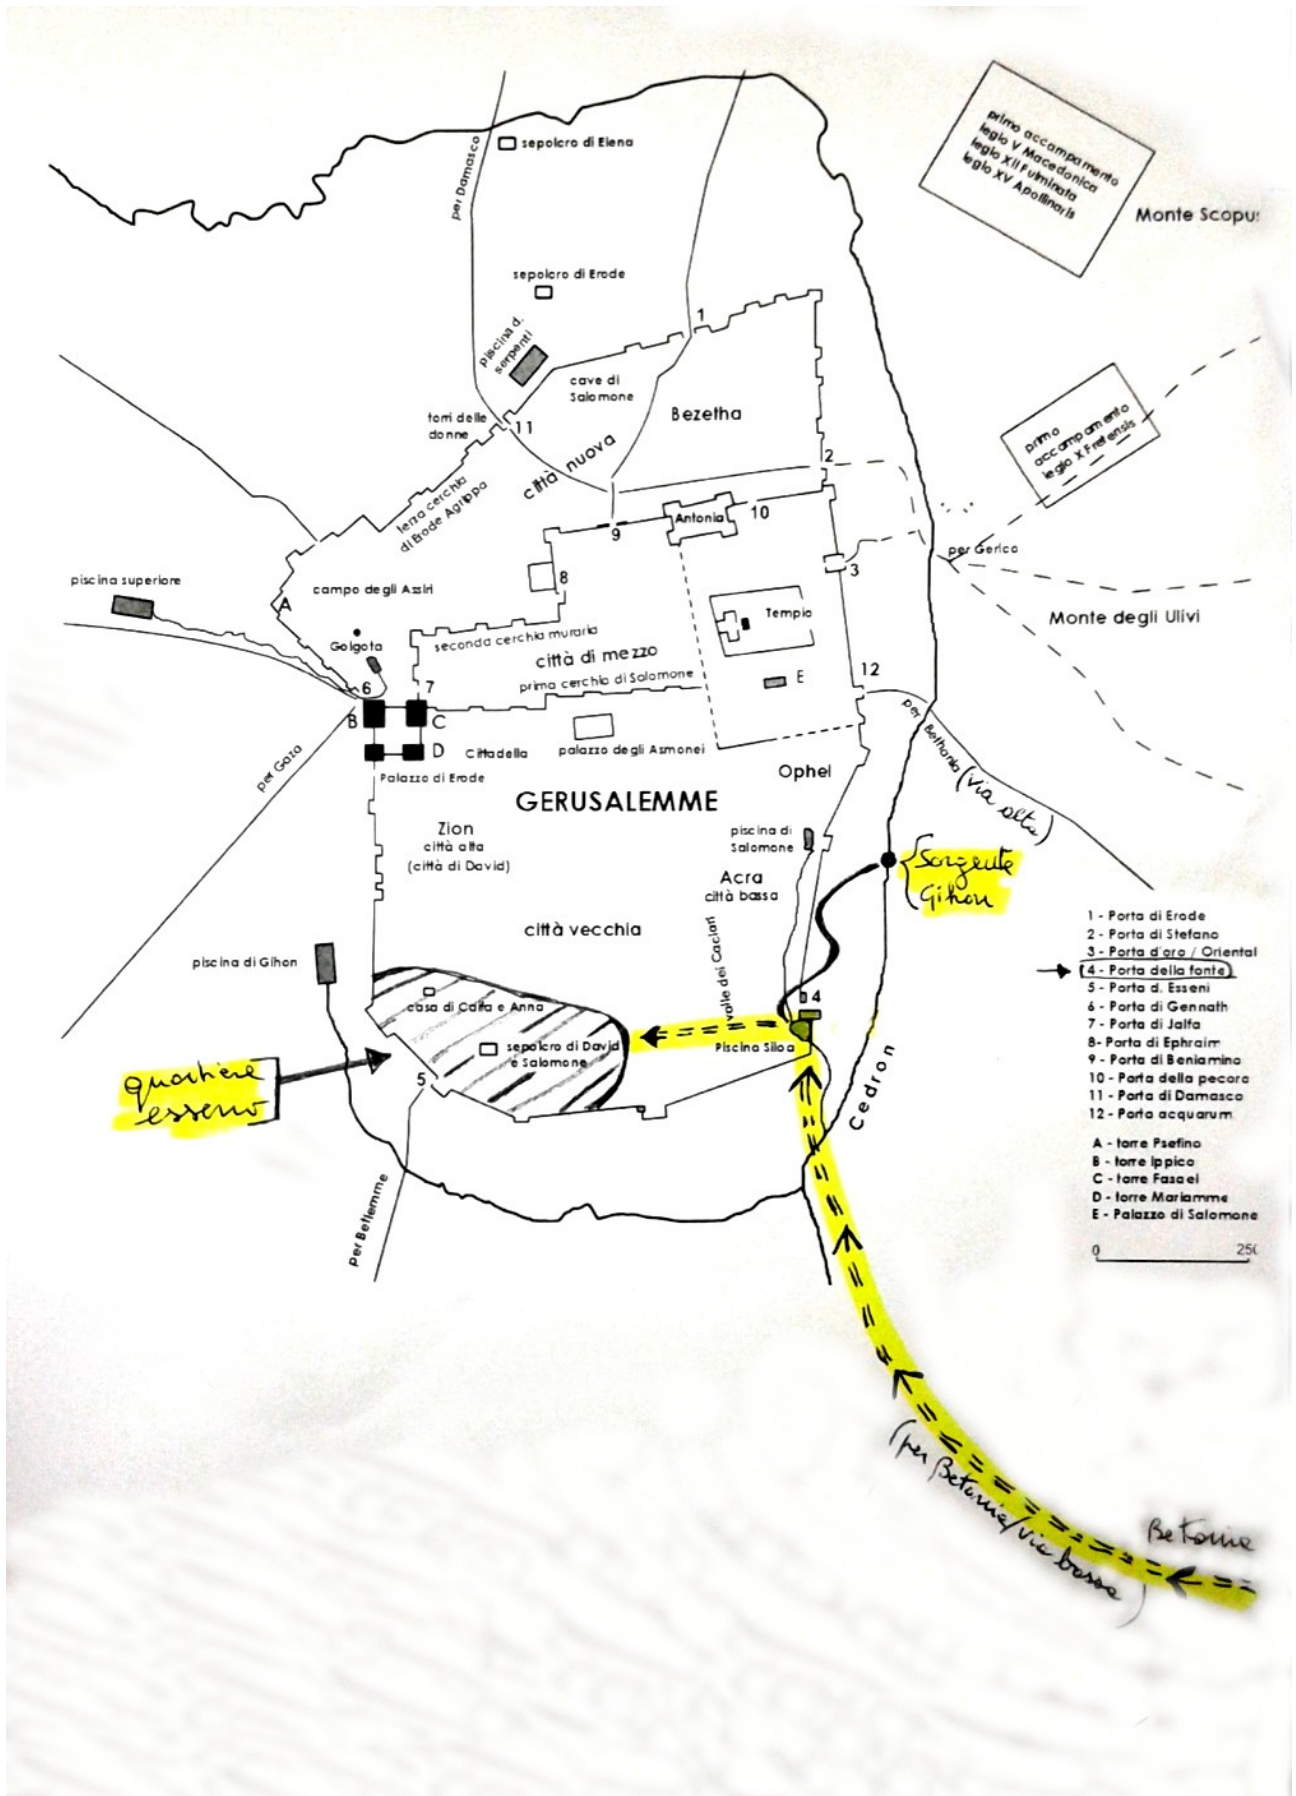 sepolcro di Elena
per Damasco
primo accampamento
legio V Macedonica
legio XII Fulminata
legio XV Apollinaris
Monte Scopus
sepolcro di Erode
piscina d.
serpenti
1
cave di
Salomone
Bezetha
torri delle
donne
11
città nuova
2
primo
accampamento
legio X Fretensis
terza cerchia
di Erode Agrippa
Antonia
10
9
per Gerico
3
piscina superiore
A
campo degli Assiri
8
Tempio
Monte degli Ulivi
Golgota
seconda cerchia muraria
città di mezzo
prima cerchia di Salomone
E
12
6
7
B
C
D
Cittadella
palazzo degli Asmonei
per Bethania
(via alta)
per Gaza
Palazzo di Erode
Ophel
GERUSALEMME
Zion
città alta
(città di David)
piscina di
Salomone
Acra
città bassa
Sorgente
Gihon
città vecchia
valle dei Caciari
piscina di Gihon
casa di Caifa e Anna
4
sepolcro di David
e Salomone
Piscina Siloa
Cedron
quartiere
esseno
5
per Betlemme
1 - Porta di Erode
2 - Porta di Stefano
3 - Porta d'oro / Oriental
4 - Porta della fonte
5 - Porta d. Esseni
6 - Porta di Gennath
7 - Porta di Jaffa
8- Porta di Ephraim
9 - Porta di Beniamino
10 - Porta della pecora
11 - Porta di Damasco
12 - Porta acquarum
A - torre Psefino
B - torre Ippico
C - torre Fasael
D - torre Mariamme
E - Palazzo di Salomone
0 250
(per Betania/via bassa)
Betania